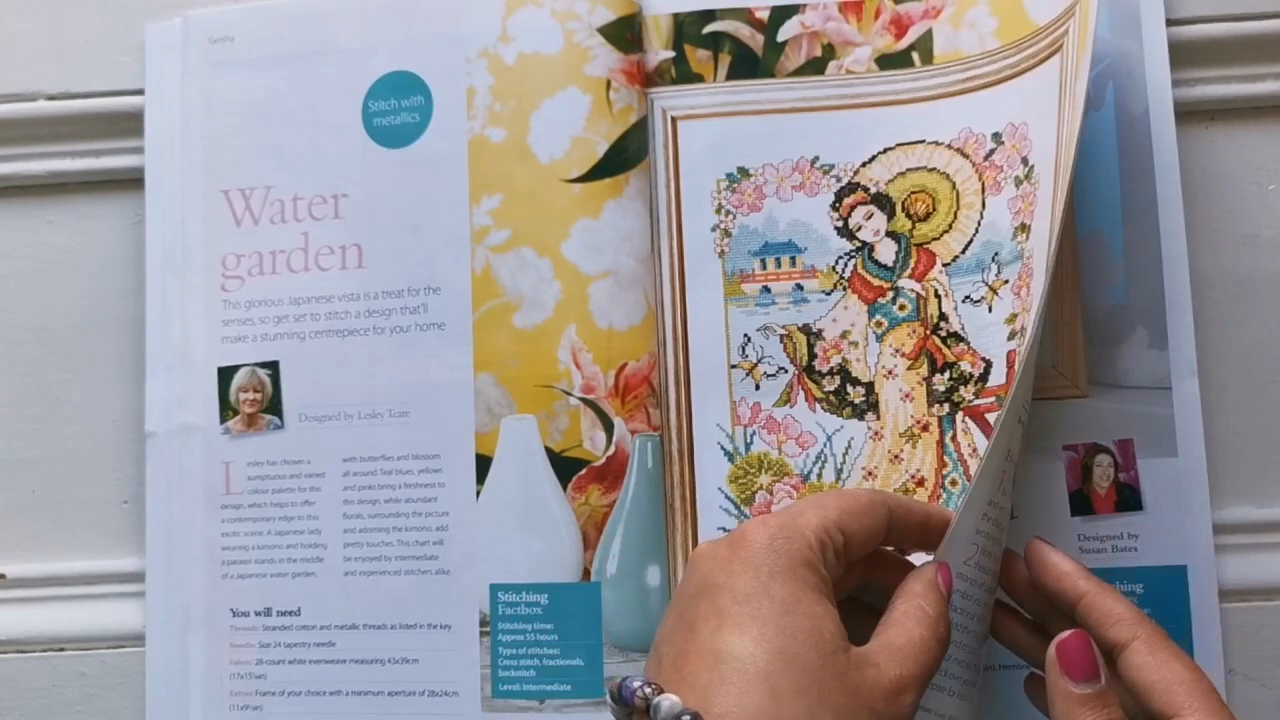 Geisha
Stitch with
metallics
Water
garden
This glorious Japanese vista is a treat for the
senses, so get set to stitch a design that'll
make a stunning centrepiece for your home
Designed by Lesley Teare
Lesley has chosen a
sumptuous and varied
colour palette for this
design, which helps to offer
a contemporary edge to this
exotic scene. A Japanese lady
wearing a kimono and holding
a parasol stands in the middle
of a Japanese water garden,
with butterflies and blossom
all around. Teal blues, yellows
and pinks bring a freshness to
this design, while abundant
florals, surrounding the picture
and adorning the kimono, add
pretty touches. This chart will
be enjoyed by intermediate
and experienced stitchers alike.
You will need
Threads: Stranded cotton and metallic threads as listed in the key
Needle: Size 24 tapestry needle
Fabric: 28-count white evenweave measuring 43x39cm
Extras: Frame of your choice with a minimum aperture of 28x24cm
Stitching
Factbox
Stitching time:
Approx 55 hours
Type of stitches:
Cross stitch, fractionals,
backstitch
Level: Intermediate
Designed by
Susan Bates